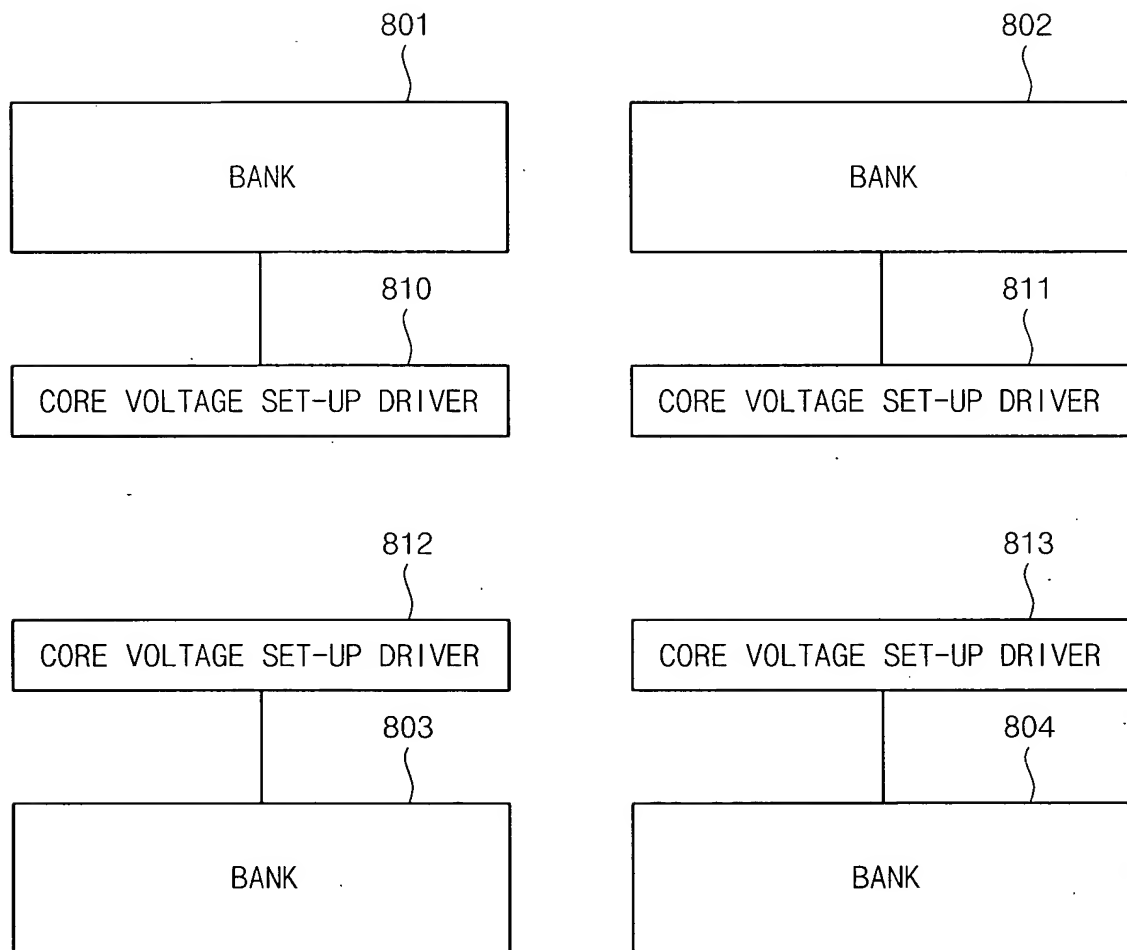 801
802
BANK
BANK
810
811
CORE VOLTAGE SET-UP DRIVER
CORE VOLTAGE SET-UP DRIVER
812
813
CORE VOLTAGE SET-UP DRIVER
CORE VOLTAGE SET-UP DRIVER
803
804
BANK
BANK